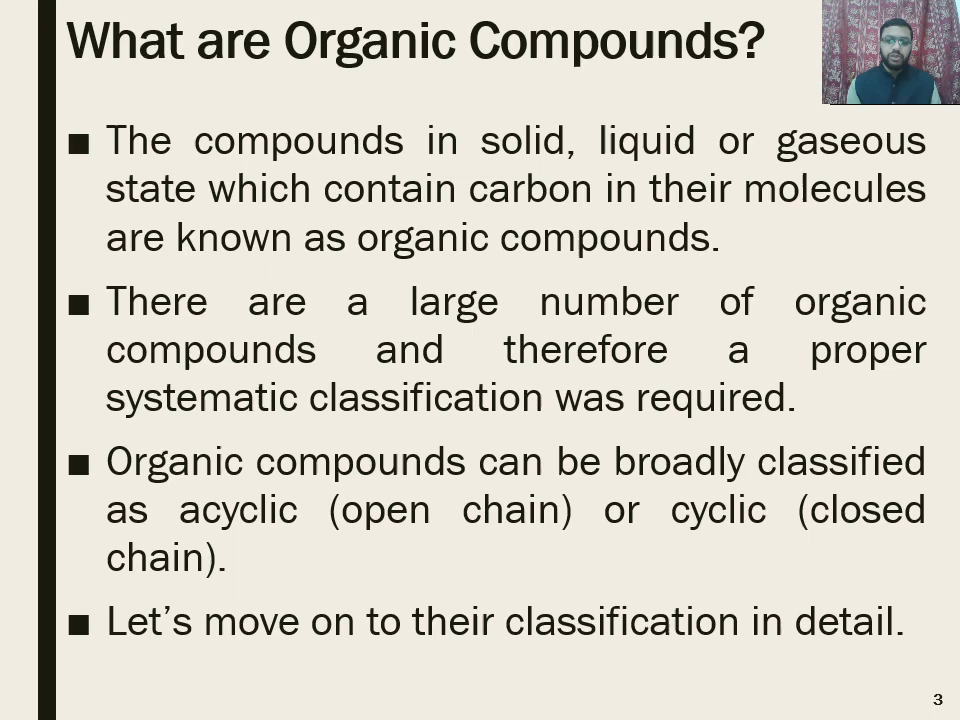 What are Organic Compounds?
■ The compounds in solid, liquid or gaseous
state which contain carbon in their molecules
are known as organic compounds.
■ There are a large number of organic
compounds and therefore a proper
systematic classification was required.
■ Organic compounds can be broadly classified
as acyclic (open chain) or cyclic (closed
chain).
■ Let’s move on to their classification in detail.
3